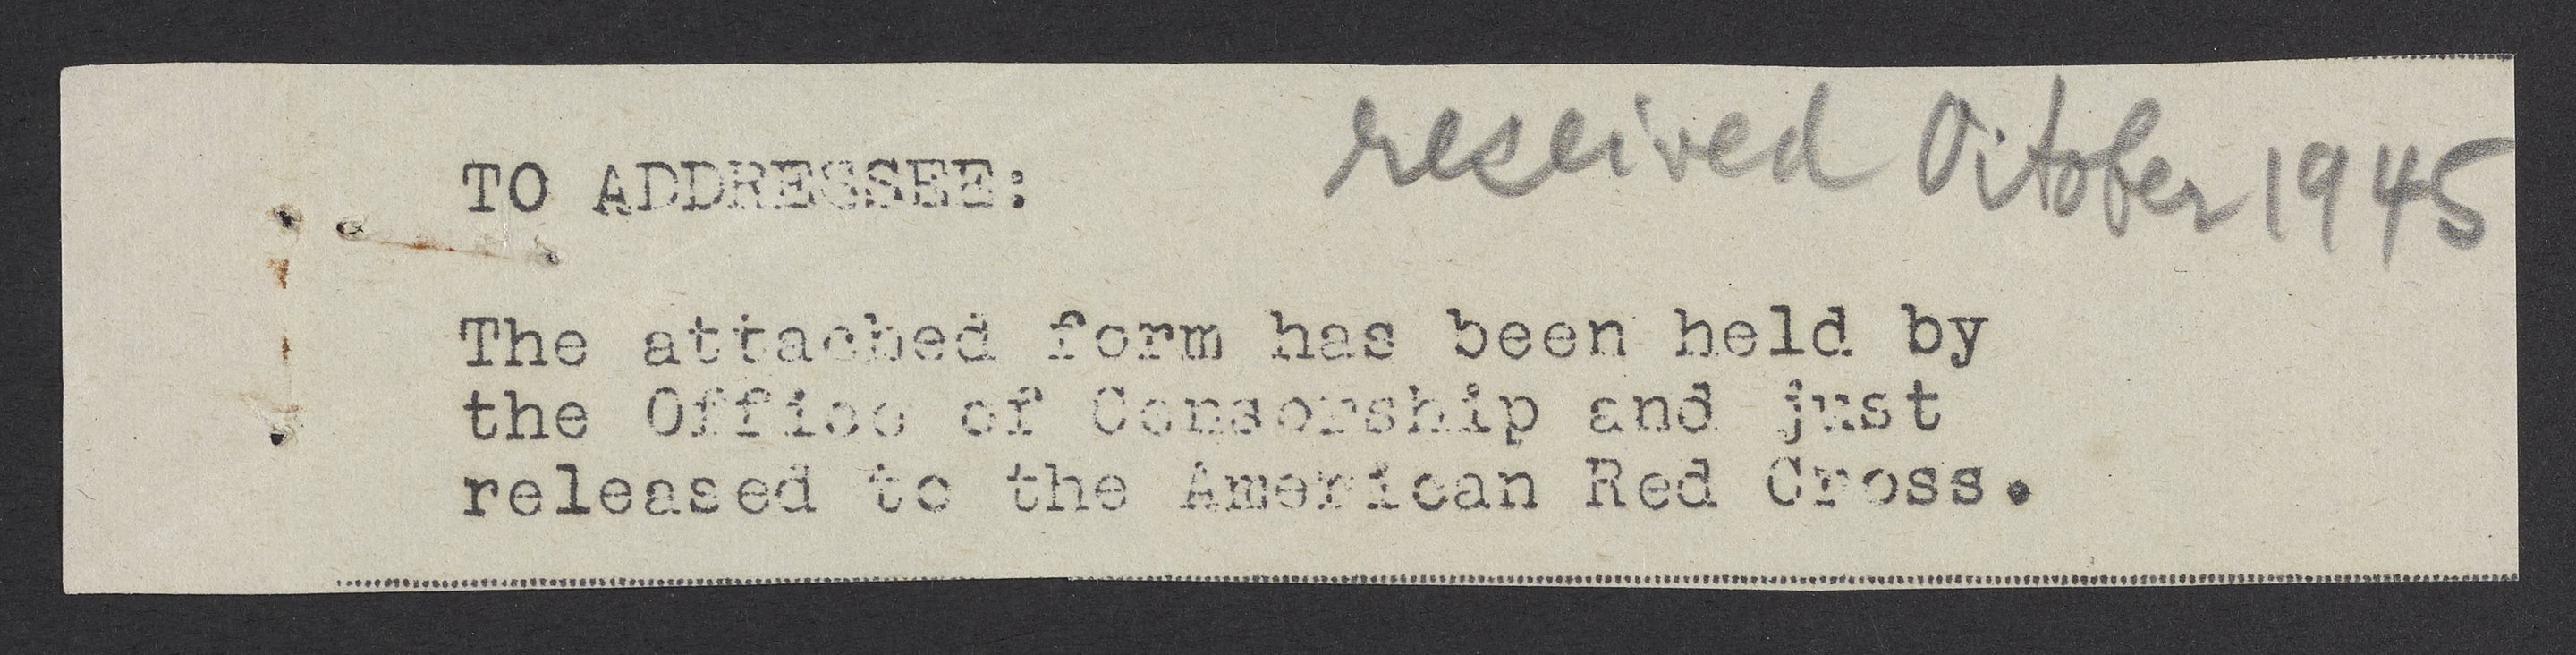 received October 1945
TO ADDRESSEE:
The attached form has been held by
the Office of Censorship and just
released to the American Red Cross.